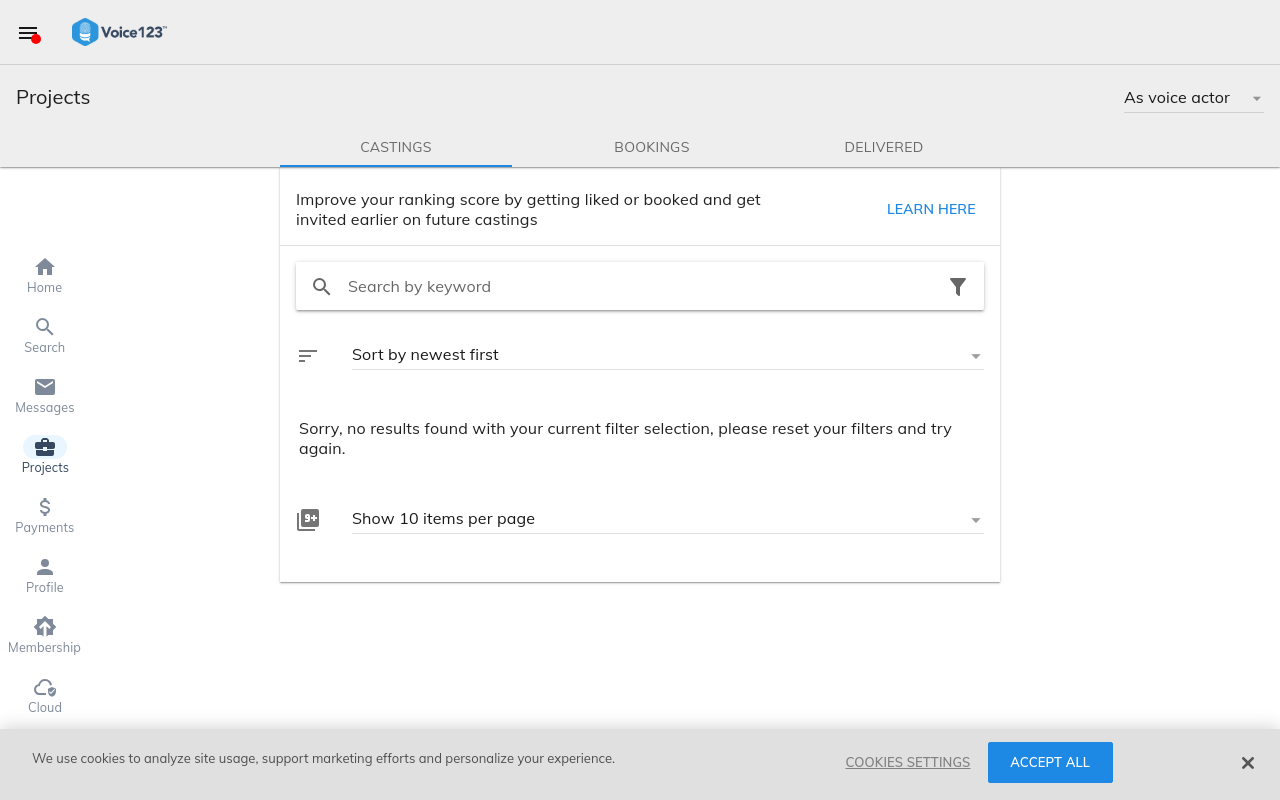 Voice123™
Projects
As voice actor
CASTINGS
BOOKINGS
DELIVERED
Improve your ranking score by getting liked or booked and get
invited earlier on future castings
LEARN HERE
Search by keyword
Sort by newest first
Sorry, no results found with your current filter selection, please reset your filters and try
again.
9+
Show 10 items per page
Home
Search
Messages
Projects
Payments
Profile
Membership
Cloud
We use cookies to analyze site usage, support marketing efforts and personalize your experience.
COOKIES SETTINGS
ACCEPT ALL